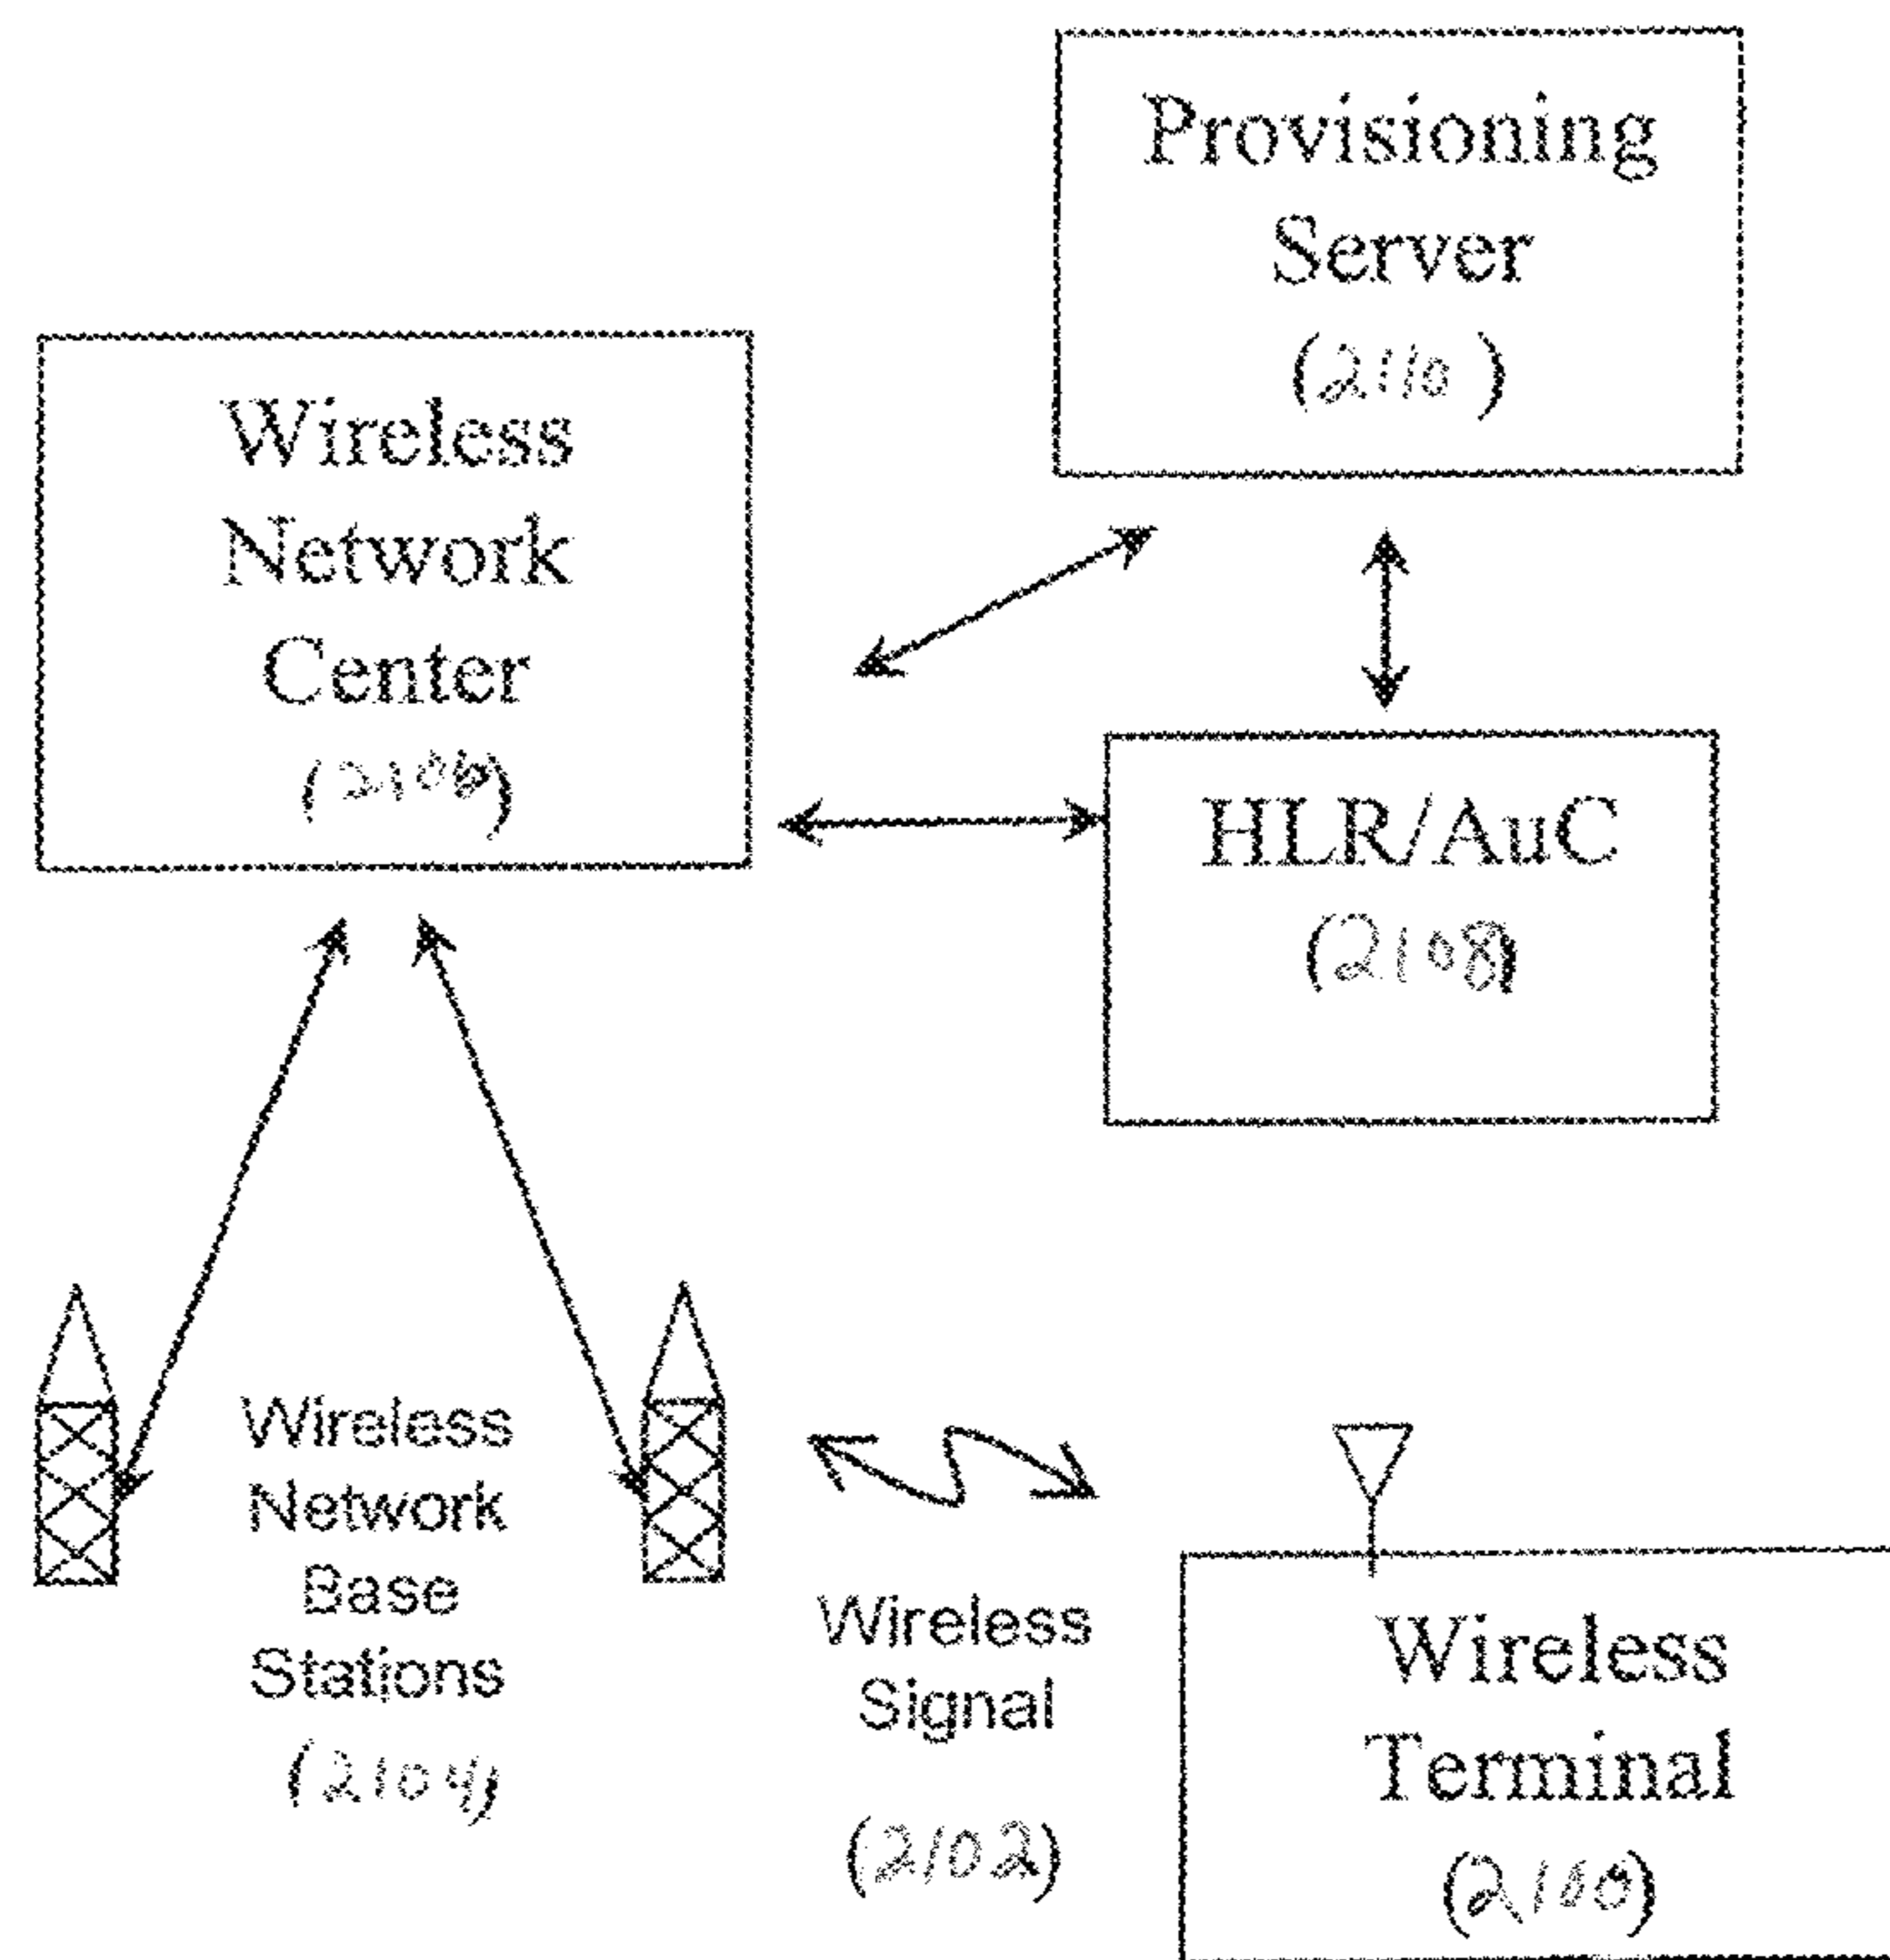 Provisioning
Server
(2110)
Wireless
Network
Center
(2106)
HLR/AuC
(2108)
Wireless
Network
Base
Stations
(2104)
Wireless
Signal
(2102)
Wireless
Terminal
(2100)